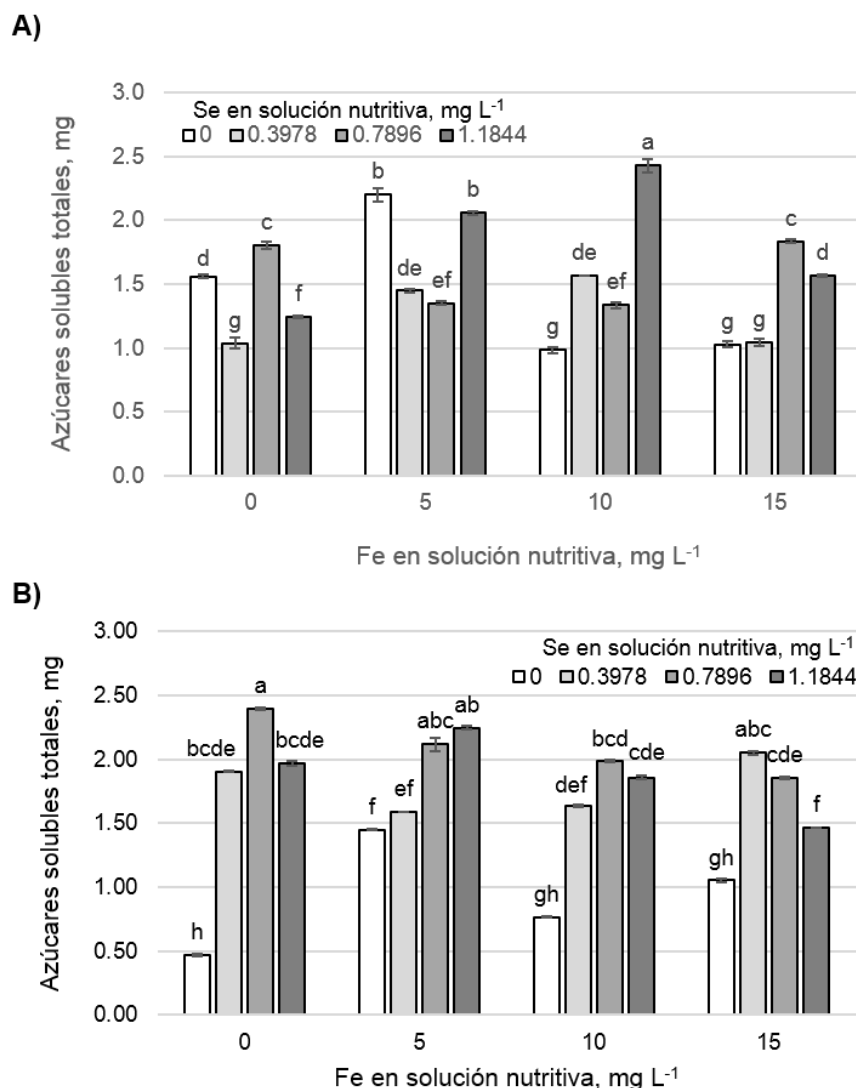 A)
3.0
Se en solución nutritiva, mg L-1
0 0.3978 0.7896 1.1844
2.5
2.0
1.5
1.0
0.5
0.0
Azúcares solubles totales, mg
d g c f
b de ef b
g de ef a
g g c d
0 5 10 15
Fe en solución nutritiva, mg L-1
B)
3.00
Se en solución nutritiva, mg L-1
0 0.3978 0.7896 1.1844
2.50
2.00
1.50
1.00
0.50
0.00
Azúcares solubles totales, mg
h bcde a bcde
f ef abc ab
gh def bcd cde
gh abc cde f
0 5 10 15
Fe en solución nutritiva, mg L-1